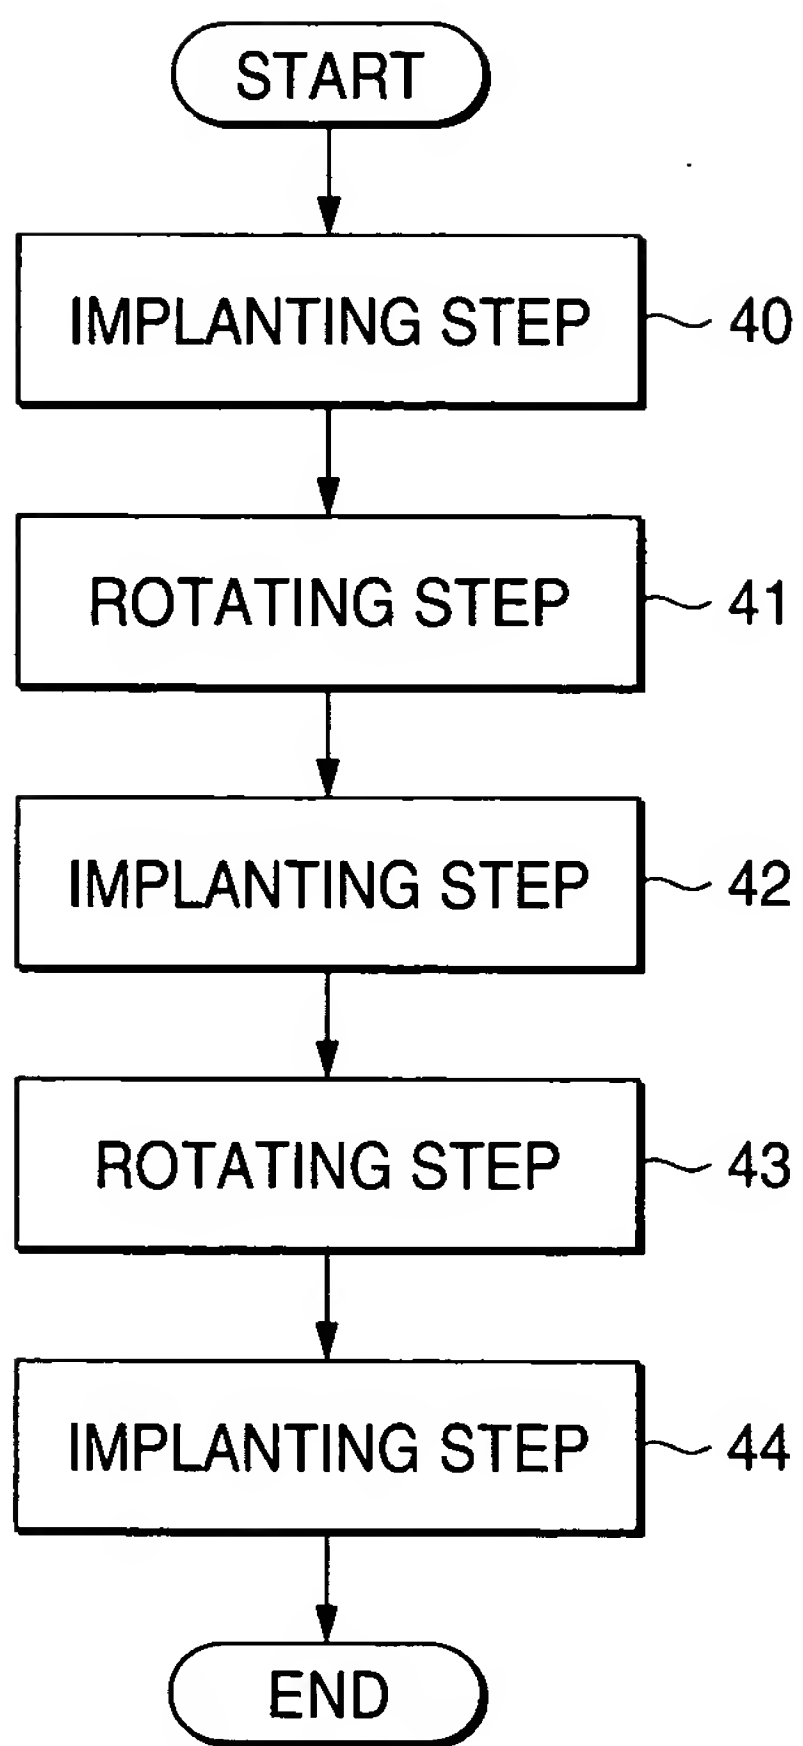 START
IMPLANTING STEP 40
ROTATING STEP 41
IMPLANTING STEP 42
ROTATING STEP 43
IMPLANTING STEP 44
END